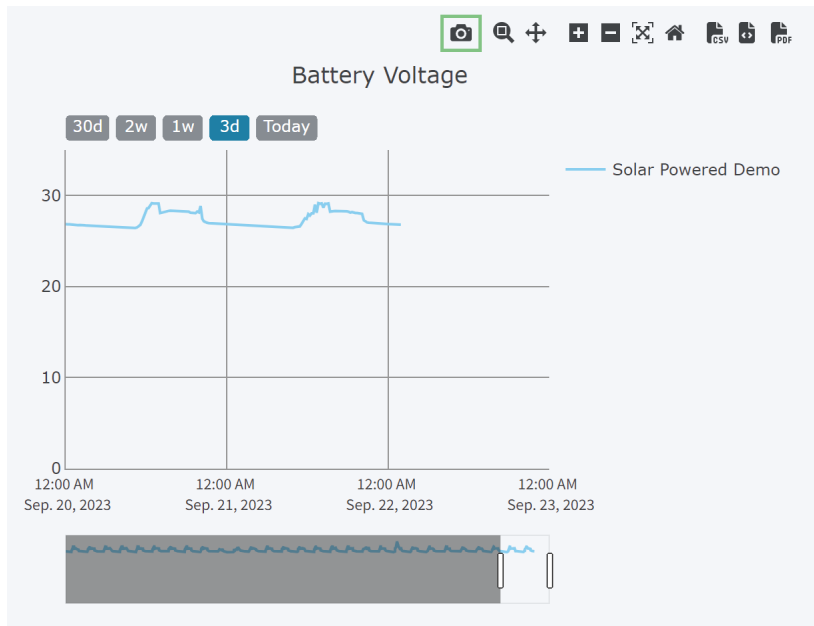 CSV
PDF
Battery Voltage
30d 2w 1w 3d Today
Solar Powered Demo
30
20
10
0
12:00 AM 12:00 AM 12:00 AM 12:00 AM
Sep. 20, 2023 Sep. 21, 2023 Sep. 22, 2023 Sep. 23, 2023